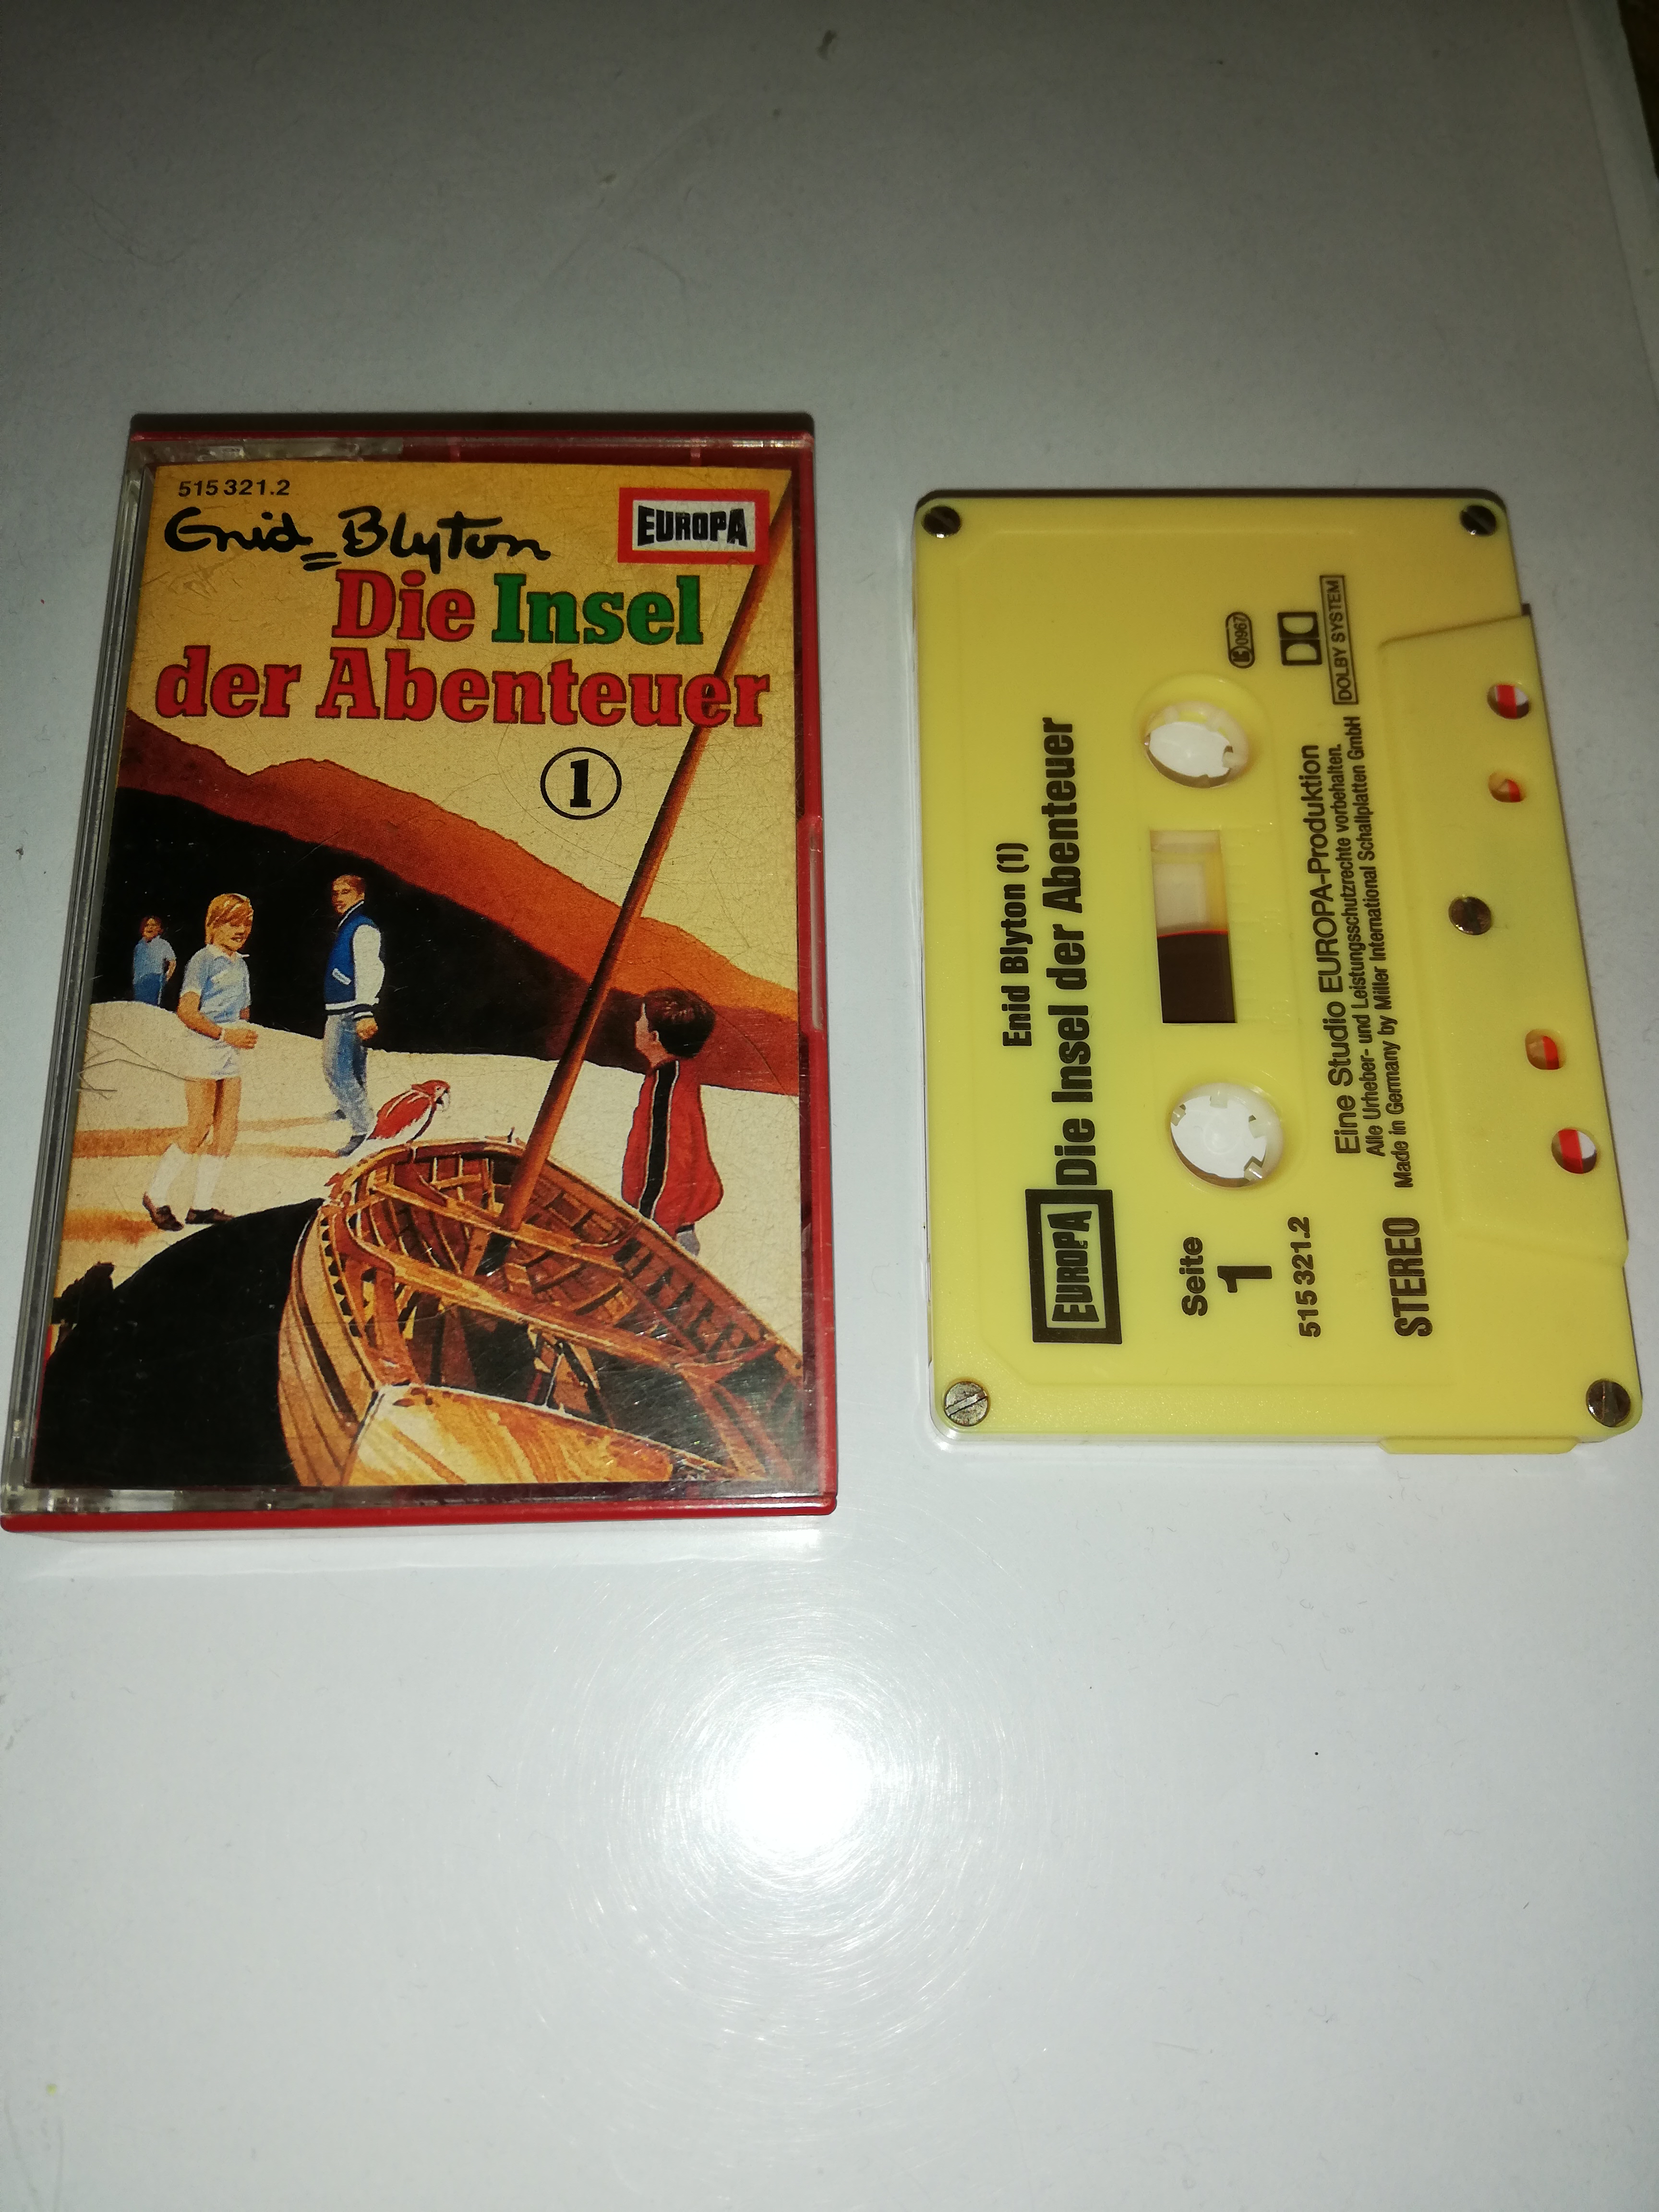 515 321.2
Enid Blyton
EUROPA
Die Insel
der Abenteuer
1
Enid Blyton (1)
EUROPA Die Insel der Abenteuer
Seite
1
515 321.2
STEREO
Eine Studio EUROPA-Produktion
Alle Urheber- und Leistungsschutzrechte vorbehalten.
Made in Germany by Miller International Schallplatten GmbH
0967
DOLBY SYSTEM